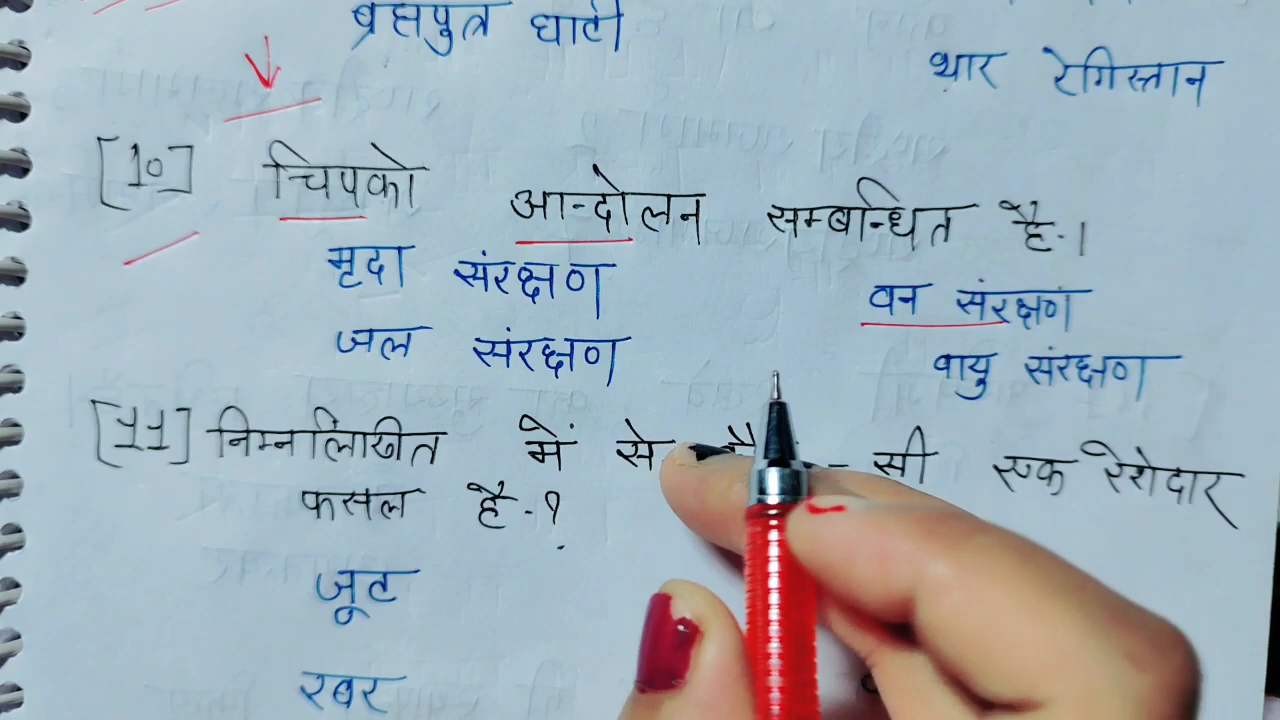 ब्रह्मपुत्र घाटी
थार रेगिस्तान
[10] चिपको आन्दोलन सम्बन्धित है-।
मृदा संरक्षण
वन संरक्षण
जल संरक्षण
वायु संरक्षण
[11] निम्नलिखीत में से - सी एक रेशेदार
फसल है-?
जूट
रबर